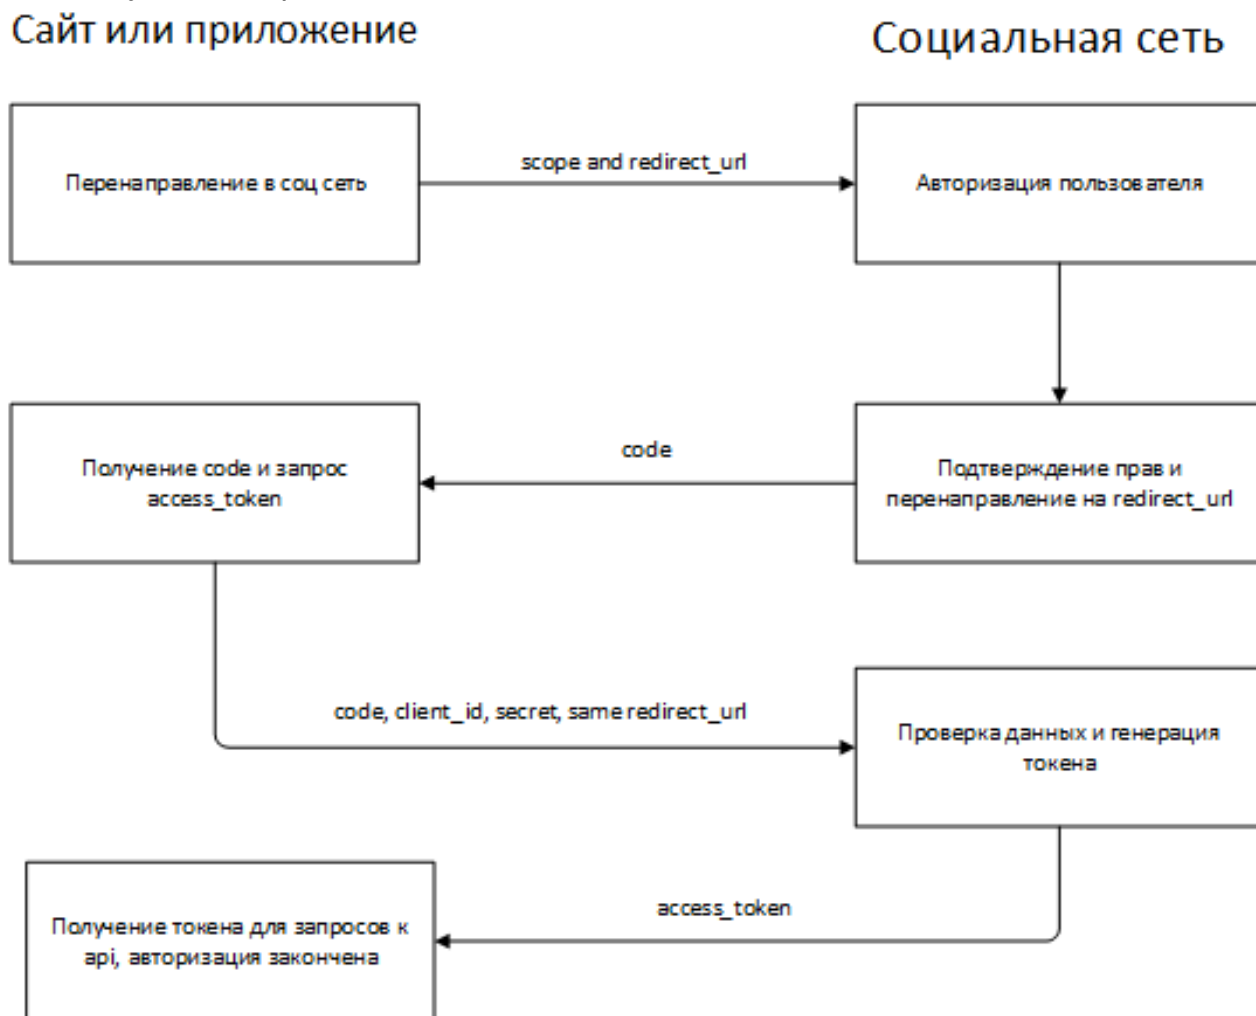 Сайт или приложение
Социальная сеть
Перенаправление в соц сеть
scope and redirect_url
Авторизация пользователя
Получение code и запрос
access_token
code
Подтверждение прав и
перенаправление на redirect_url
code, client_id, secret, same redirect_url
Проверка данных и генерация
токена
Получение токена для запросов к
api, авторизация закончена
access_token